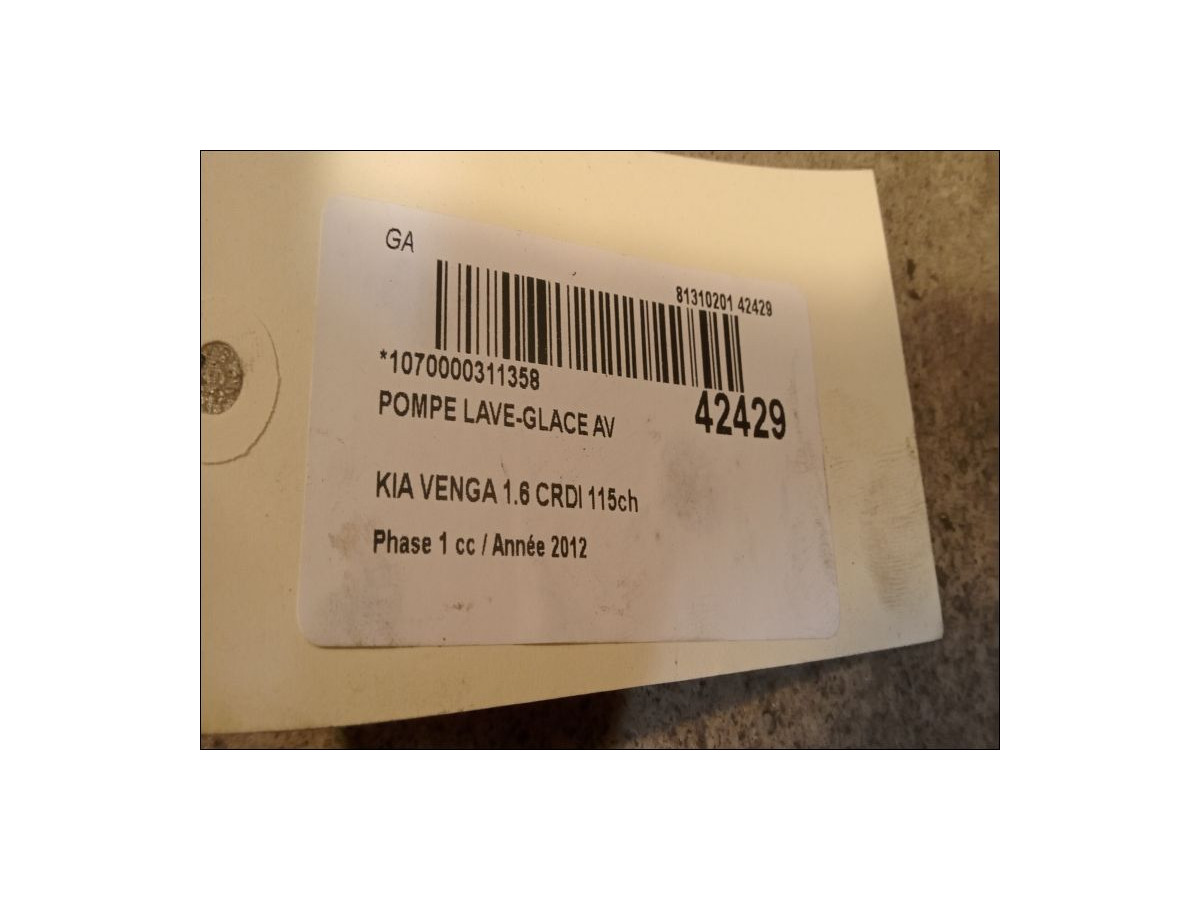 GA
81310201 42429
*1070000311358
42429
POMPE LAVE-GLACE AV
KIA VENGA 1.6 CRDI 115ch
Phase 1 cc / Année 2012